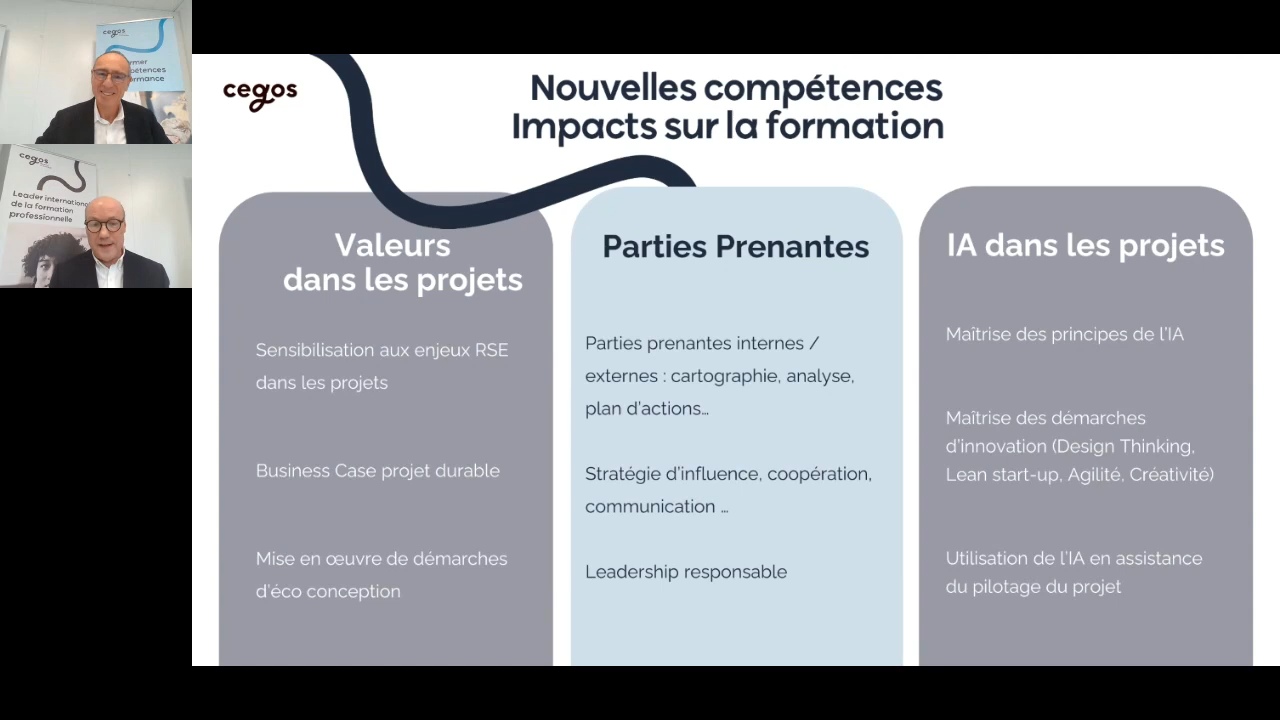 cegos
rmer
pétences
ormance
cegos
Leader internation
de la formation
professionnelle
cegos
Nouvelles compétences
Impacts sur la formation
Valeurs
dans les projets
Sensibilisation aux enjeux RSE
dans les projets
Business Case projet durable
Mise en œuvre de démarches
d'éco conception
Parties Prenantes
Parties prenantes internes /
externes : cartographie, analyse,
plan d'actions…
Stratégie d'influence, coopération,
communication …
Leadership responsable
IA dans les projets
Maîtrise des principes de l'IA
Maîtrise des démarches
d'innovation (Design Thinking,
Lean start-up, Agilité, Créativité)
Utilisation de l'IA en assistance
du pilotage du projet